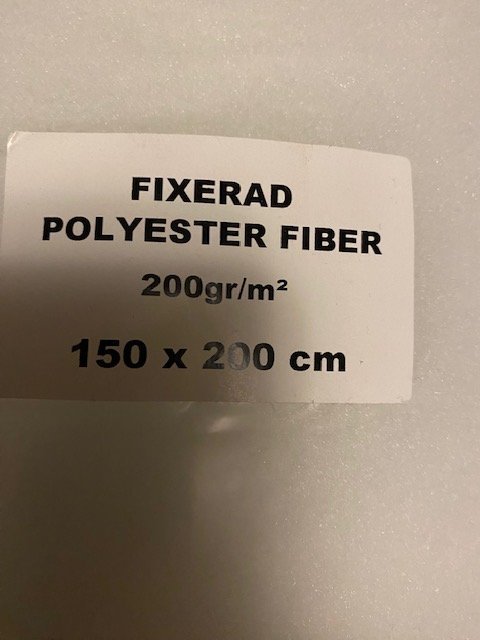 FIXERAD
POLYESTER FIBER
200gr/m²
150 x 200 cm